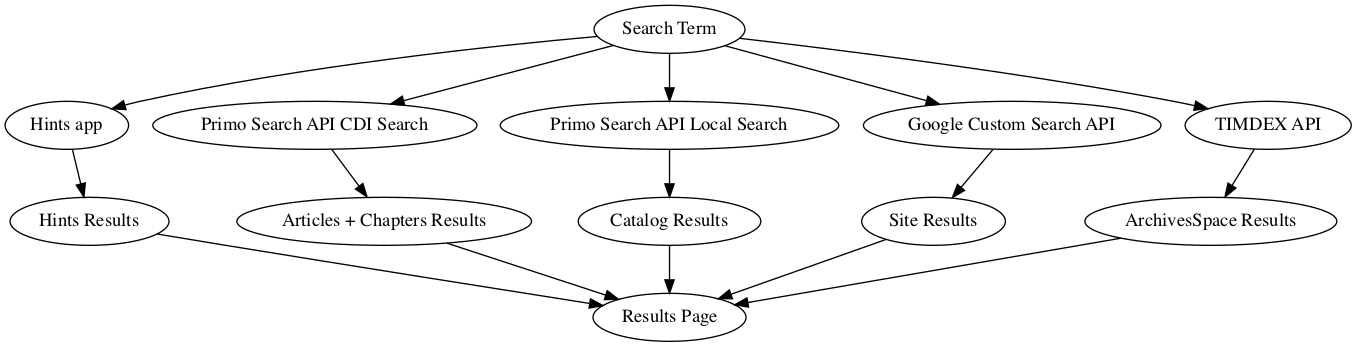 Search Term
Hints app
Primo Search API CDI Search
Primo Search API Local Search
Google Custom Search API
TIMDEX API
Hints Results
Articles + Chapters Results
Catalog Results
Site Results
ArchivesSpace Results
Results Page